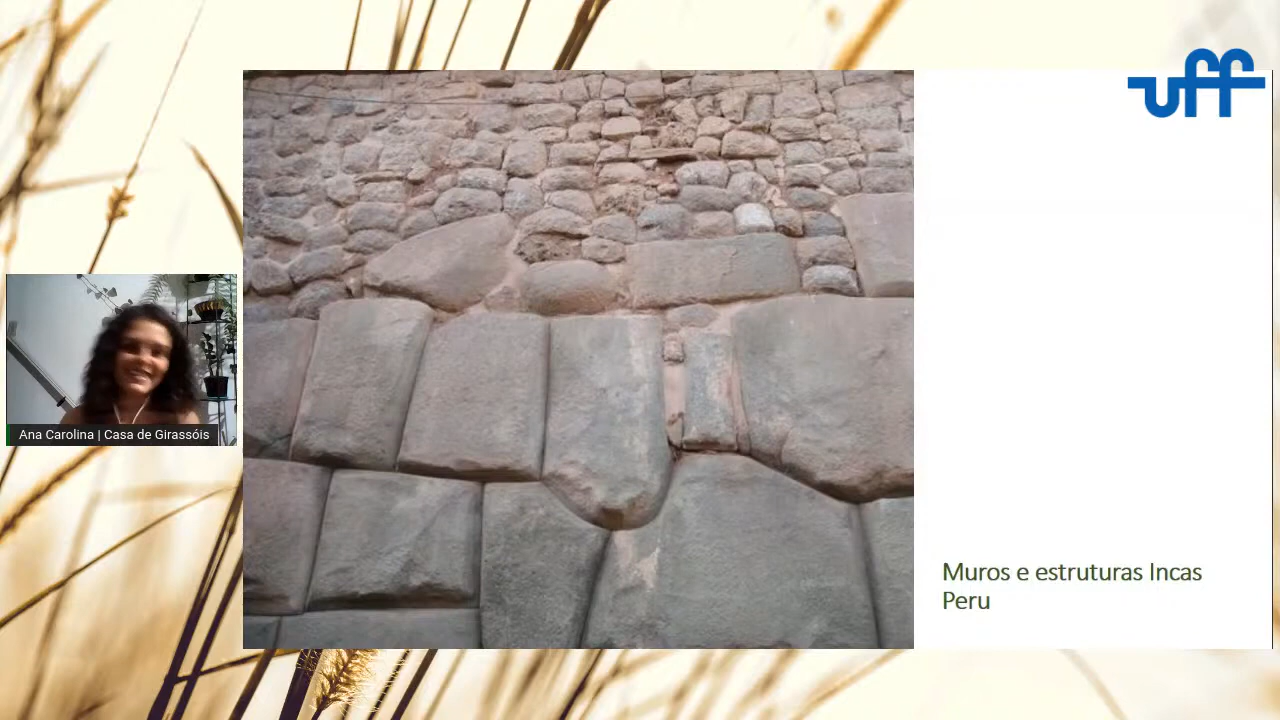 uff
Ana Carolina | Casa de Girassóis
Muros e estruturas Incas
Peru